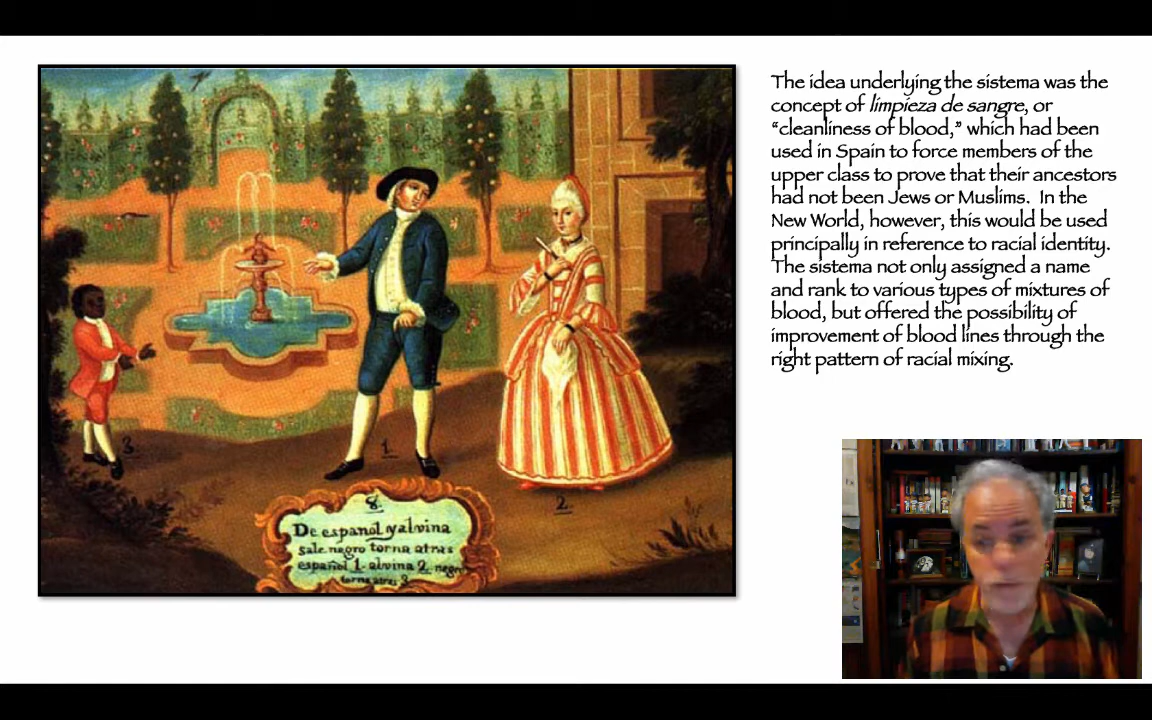 The idea underlying the sistema was the
concept of limpieza de sangre, or
“cleanliness of blood,” which had been
used in Spain to force members of the
upper class to prove that their ancestors
had not been Jews or Muslims. In the
New World, however, this would be used
principally in reference to racial identity.
The sistema not only assigned a name
and rank to various types of mixtures of
blood, but offered the possibility of
improvement of blood lines through the
right pattern of racial mixing.
3.
1.
2.
8.
De español y alvina
sale negro torna atras
español 1. alvina 2. negro
torna atras 3.